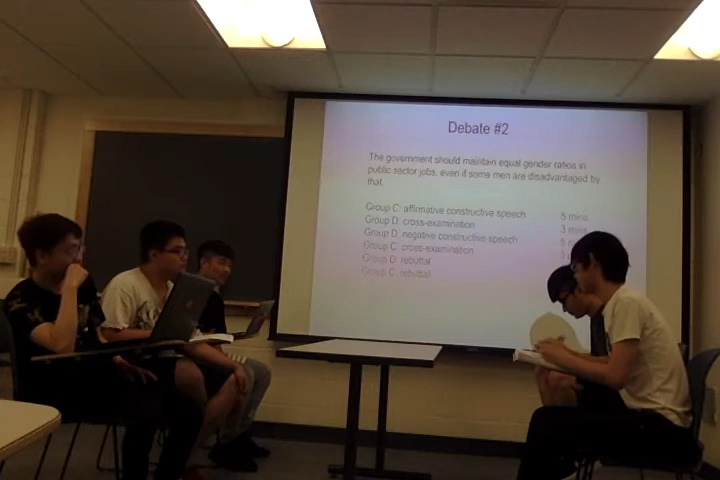 Debate #2
The government should maintain equal gender ratios in
public sector jobs, even if some men are disadvantaged by
that.
Group C: affirmative constructive speech 5 mins
Group D: cross-examination 3 mins
Group D: negative constructive speech 5
Group C: cross-examination 3
Group D: rebuttal
Group C: rebuttal